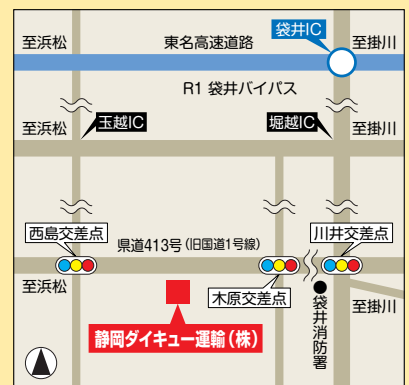 至浜松
東名高速道路
袋井IC
至掛川
R1 袋井バイパス
至浜松
玉越IC
堀越IC
至掛川
西島交差点
県道413号(旧国道1号線)
川井交差点
至浜松
木原交差点
袋井消防署
至掛川
静岡ダイキュー運輸(株)